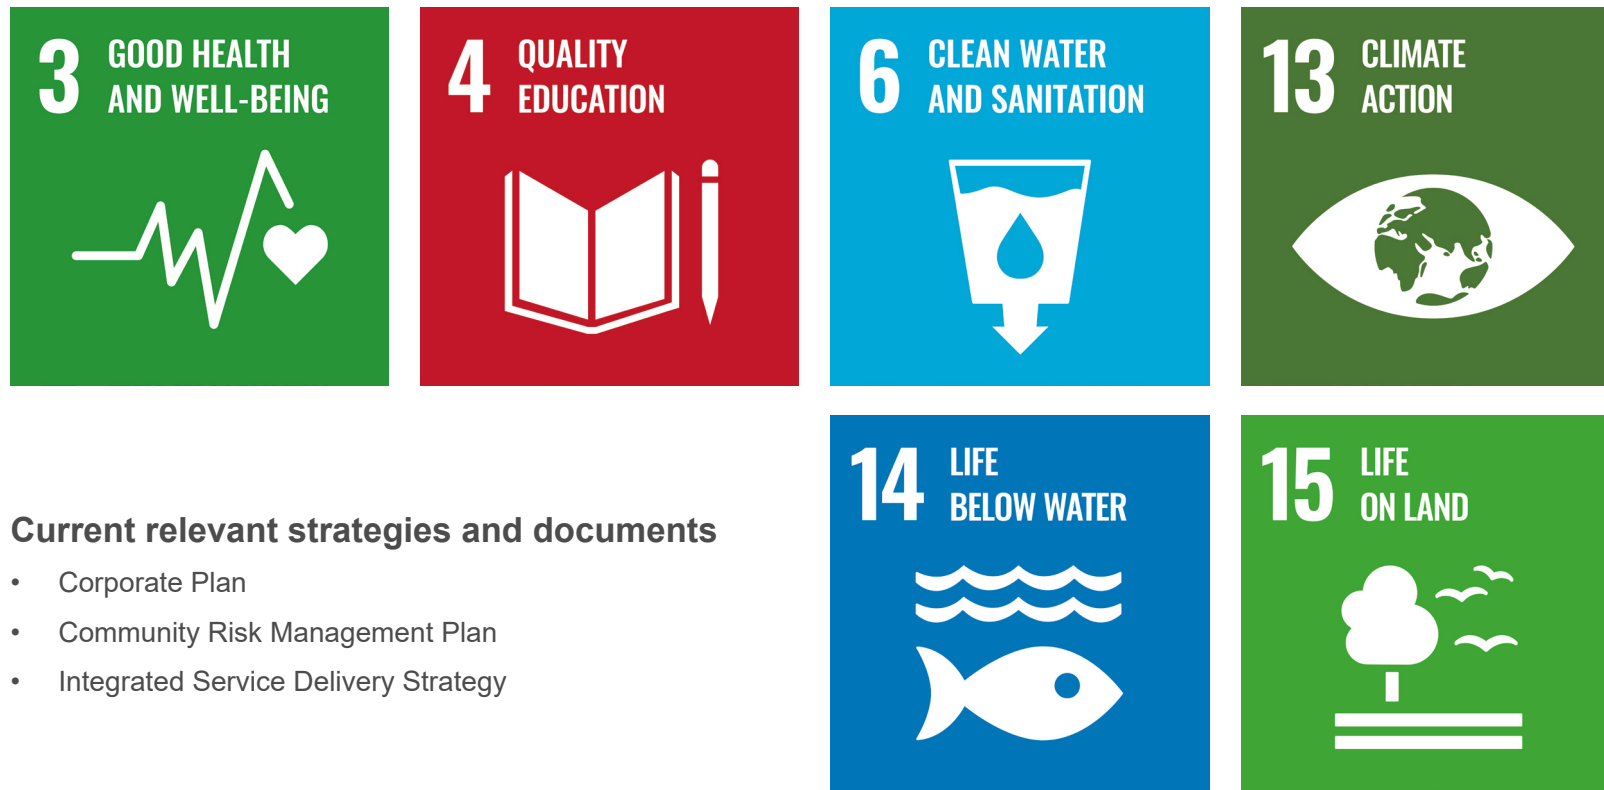 3 GOOD HEALTH
AND WELL-BEING
4 QUALITY
EDUCATION
6 CLEAN WATER
AND SANITATION
13 CLIMATE
ACTION
14 LIFE
BELOW WATER
15 LIFE
ON LAND
Current relevant strategies and documents
• Corporate Plan
• Community Risk Management Plan
• Integrated Service Delivery Strategy